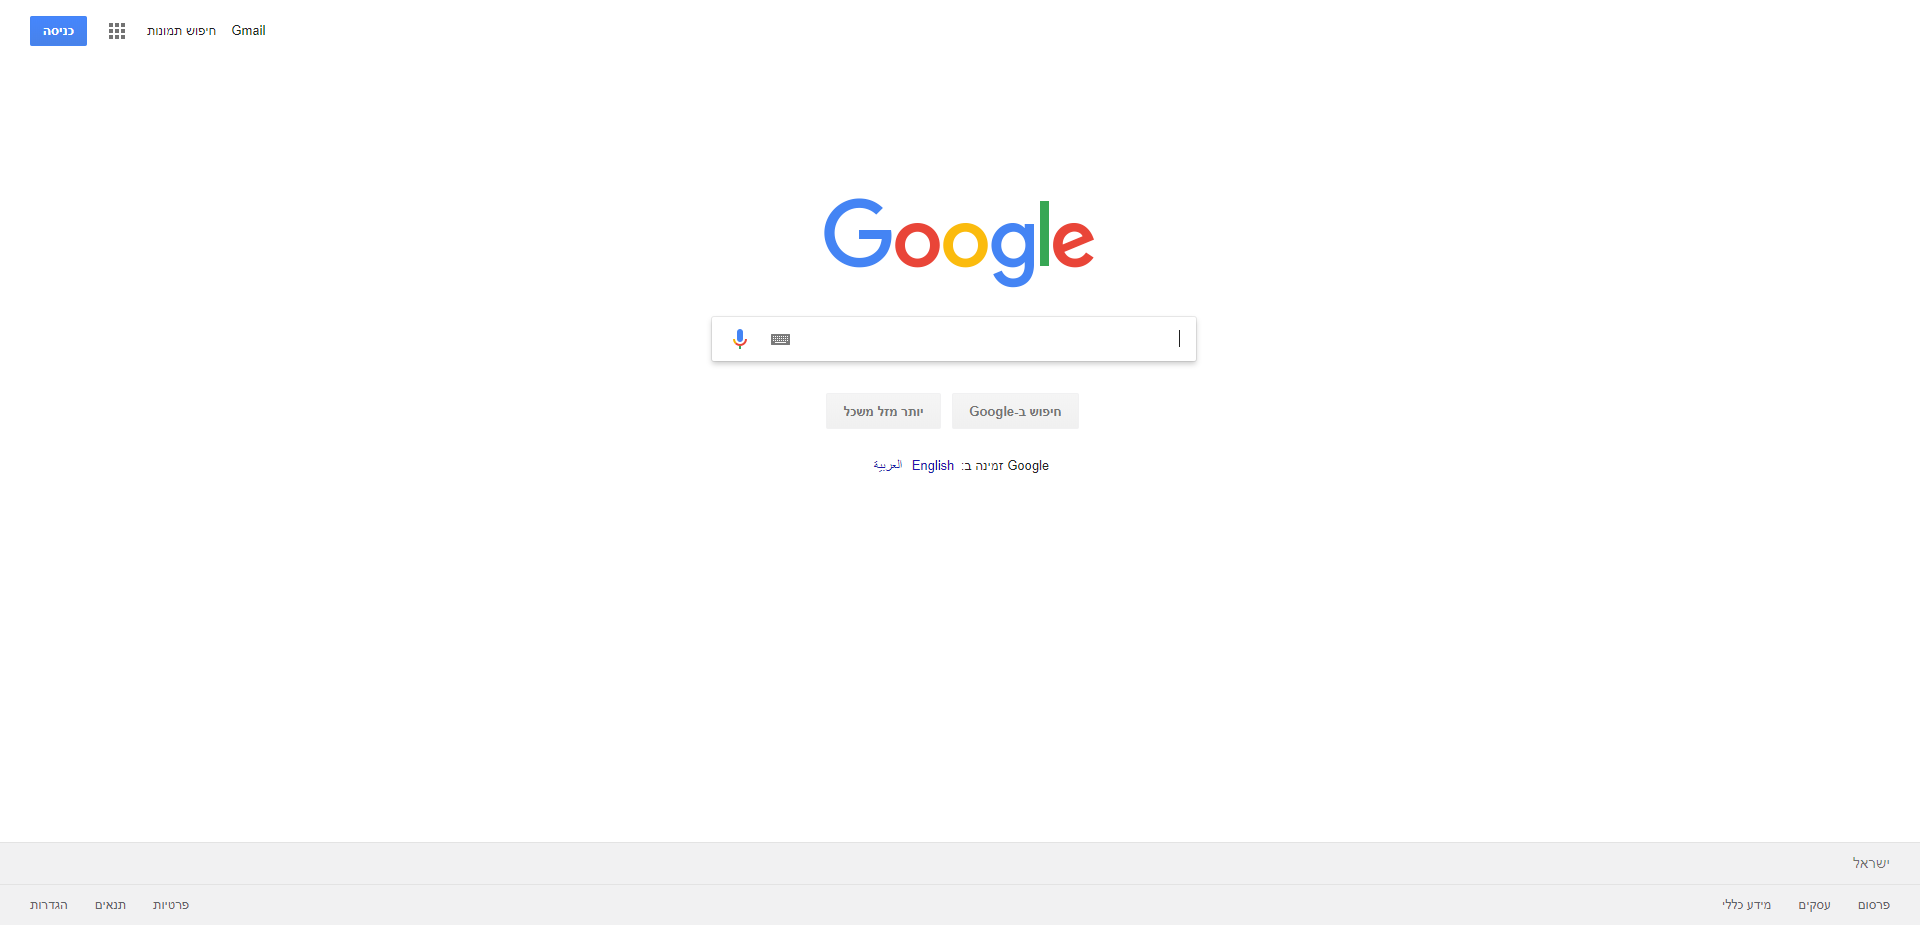 Gmail חיפוש תמונות כניסה
Google
חיפוש ב-Google יותר מזל משכל
Google זמינה ב: English العربية
ישראל
פרסום עסקים מידע כללי פרטיות תנאים הגדרות